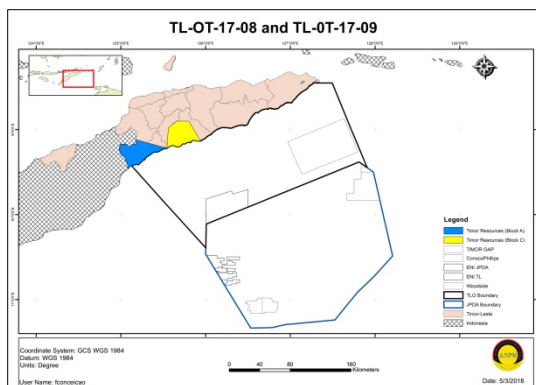 TL-OT-17-08 and TL-0T-17-09
Legend
Timor Resources (Block A)
Timor Resources (Block C)
TIMOR GAP
ConocoPhillips
ENI JPDA
ENI TL
Woodside
TLO Boundary
JPDA Boundary
Timor-Leste
Indonesia
Coordinate System: GCS WGS 1984
Datum: WGS 1984
Units: Degree
User Name: fconceicao
0 40 80 160
Kilometers
ANPM
Date: 5/3/2018